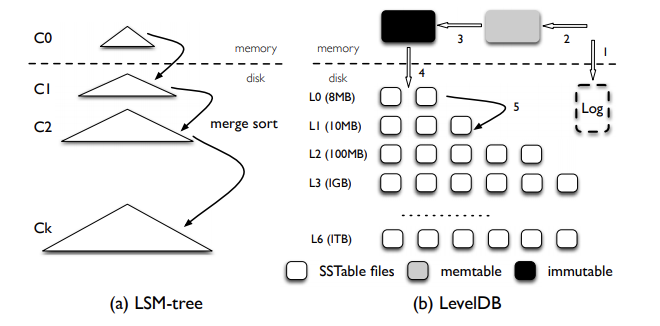 C0
memory
disk
C1
C2
merge sort
Ck
(a) LSM-tree
memory
disk
3
2
1
4
L0 (8MB)
5
Log
L1 (10MB)
L2 (100MB)
L3 (1GB)
........
L6 (1TB)
SSTable files
memtable
immutable
(b) LevelDB